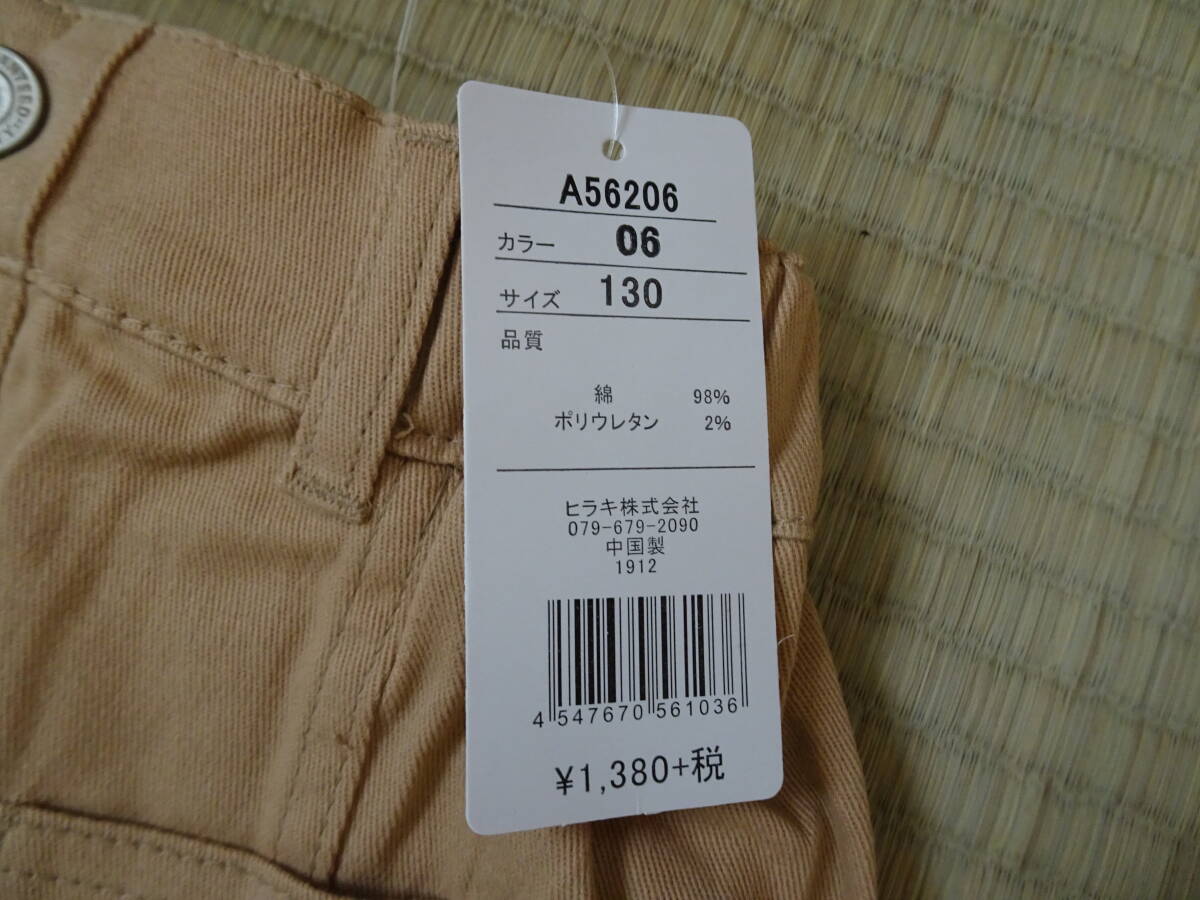 A56206
カラー 06
サイズ 130
品質
綿 98%
ポリウレタン 2%
ヒラキ株式会社
079-679-2090
中国製
1912
4 547670 561036
¥1,380+税